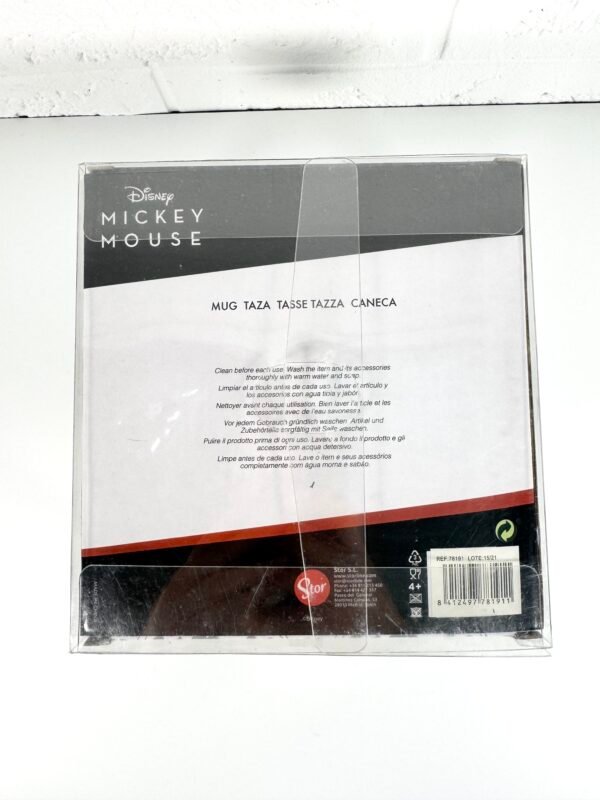 Disney
MICKEY
MOUSE
MUG TAZA TASSE TAZZA CANECA
Clean before each use. Wash the item and its accessories
thoroughly with warm water and soap.
Limpiar el artículo antes de cada uso. Lavar el artículo y
los accesorios con agua tibia y jabón.
Nettoyer avant chaque utilisation. Bien laver l'article et les
accessoires avec de l'eau savonneuse.
Vor jedem Gebrauch gründlich waschen. Artikel und
Zubehörteile sorgfältig mit Seife waschen.
Pulire il prodotto prima di ogni uso. Lavare a fondo il prodotto e gli
accessori con acqua detersivo.
Limpe antes de cada uso. Lave o item e seus acessórios
completamente com água morna e sabão.
Stor
Stor S.L.
©Disney
4+
REF.78191 LOTE 15/21
8 412497 781911